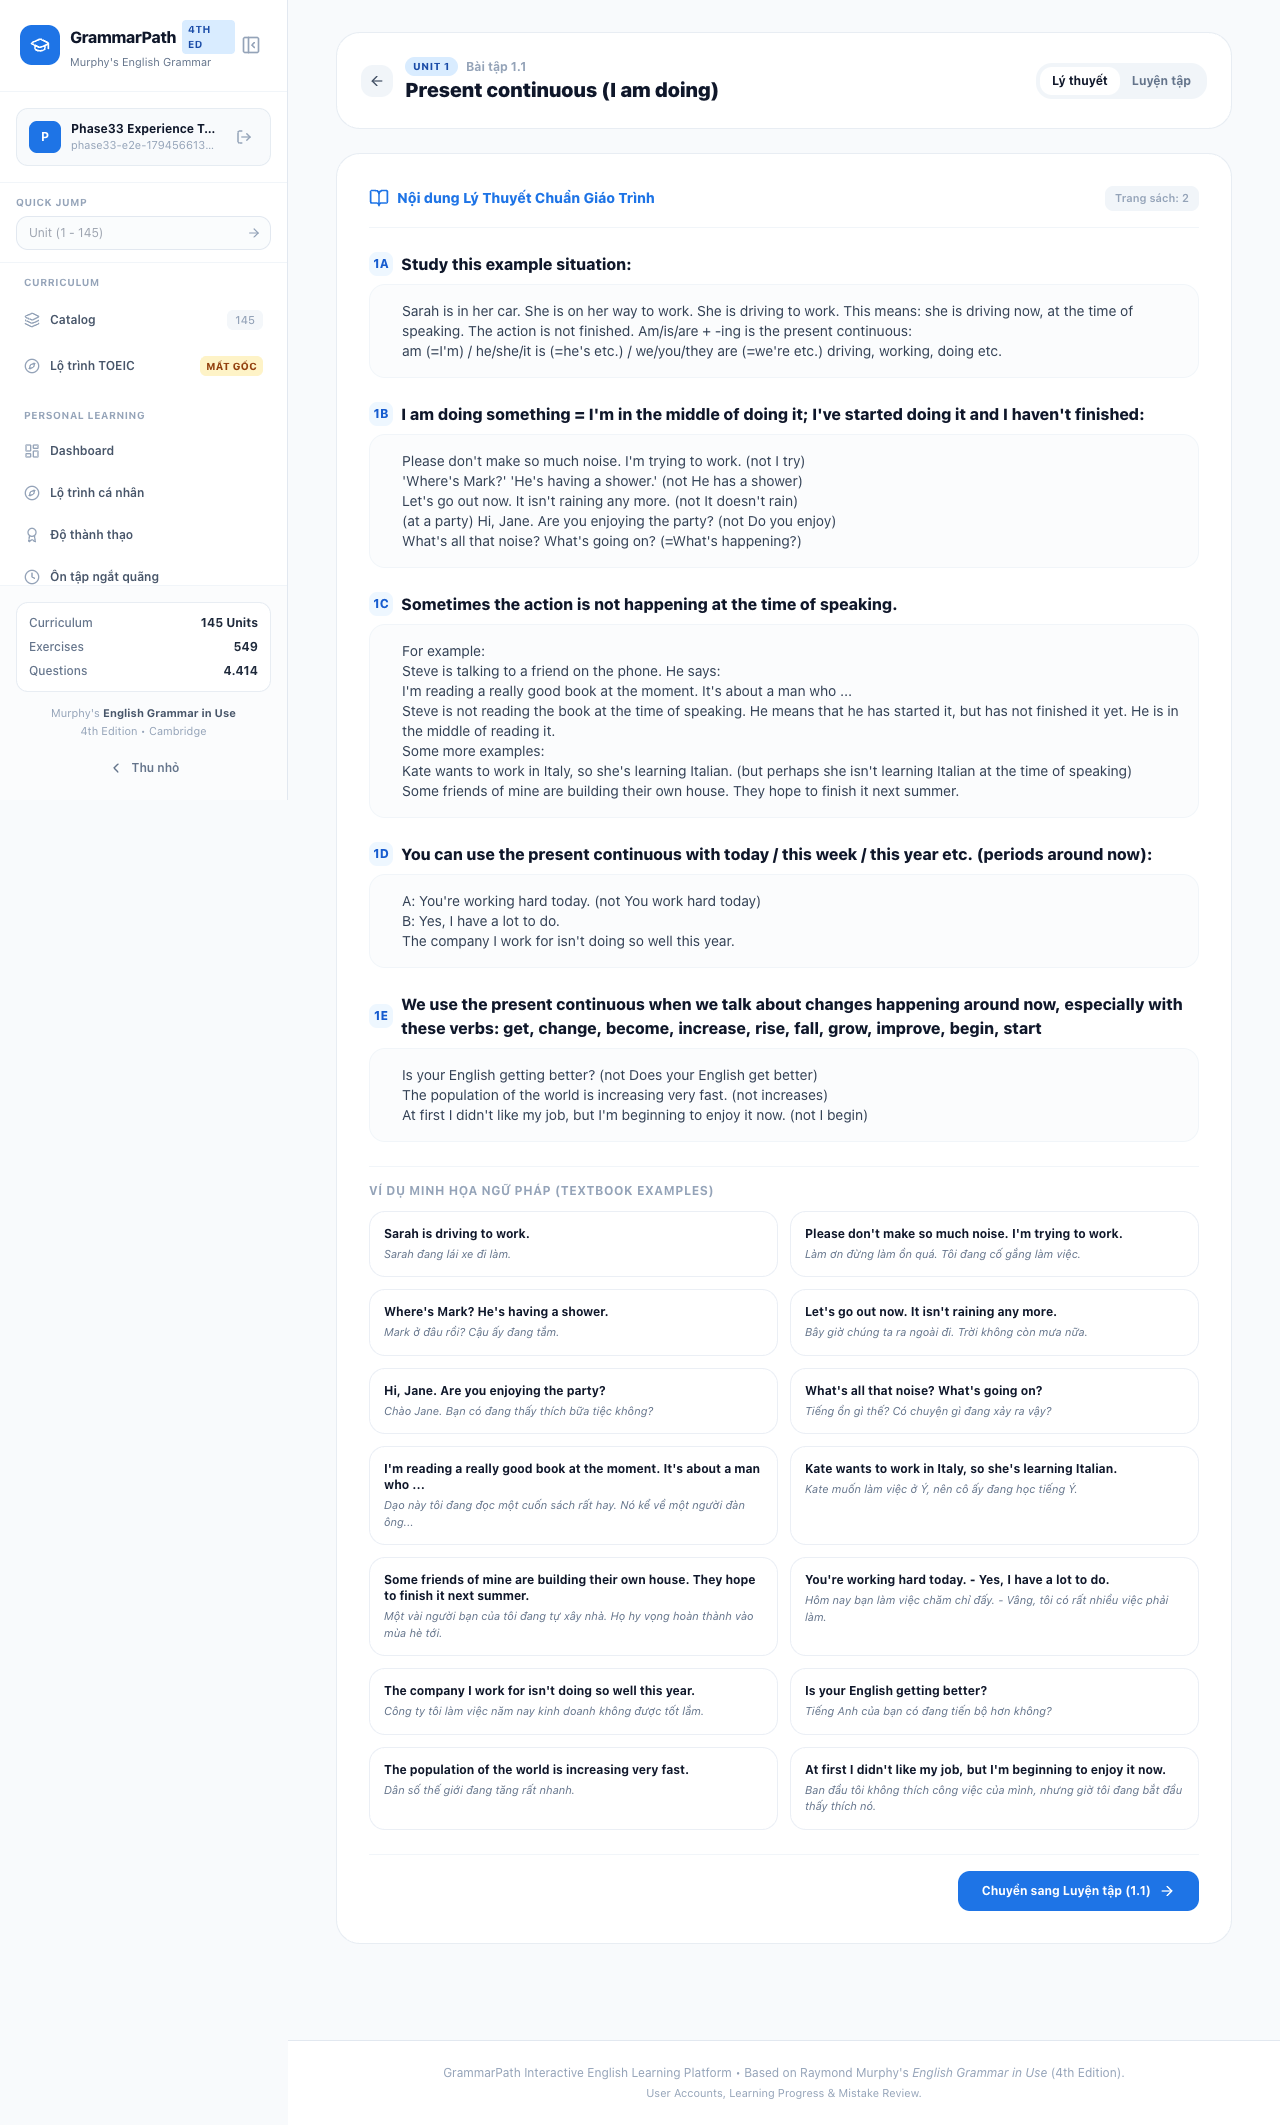 GrammarPath
4TH ED
Murphy's English Grammar
P
Phase33 Experience T...
phase33-e2e-179456613...
QUICK JUMP
Unit (1 - 145)
CURRICULUM
Catalog
145
Lộ trình TOEIC
MẤT GỐC
PERSONAL LEARNING
Dashboard
Lộ trình cá nhân
Độ thành thạo
Ôn tập ngắt quãng
Curriculum
145 Units
Exercises
549
Questions
4.414
Murphy's English Grammar in Use
4th Edition • Cambridge
Thu nhỏ
UNIT 1
Bài tập 1.1
Present continuous (I am doing)
Lý thuyết
Luyện tập
Nội dung Lý Thuyết Chuẩn Giáo Trình
Trang sách: 2
1A
Study this example situation:
Sarah is in her car. She is on her way to work. She is driving to work. This means: she is driving now, at the time of
speaking. The action is not finished. Am/is/are + -ing is the present continuous:
am (=I'm) / he/she/it is (=he's etc.) / we/you/they are (=we're etc.) driving, working, doing etc.
1B
I am doing something = I'm in the middle of doing it; I've started doing it and I haven't finished:
Please don't make so much noise. I'm trying to work. (not I try)
'Where's Mark?' 'He's having a shower.' (not He has a shower)
Let's go out now. It isn't raining any more. (not It doesn't rain)
(at a party) Hi, Jane. Are you enjoying the party? (not Do you enjoy)
What's all that noise? What's going on? (=What's happening?)
1C
Sometimes the action is not happening at the time of speaking.
For example:
Steve is talking to a friend on the phone. He says:
I'm reading a really good book at the moment. It's about a man who ...
Steve is not reading the book at the time of speaking. He means that he has started it, but has not finished it yet. He is in
the middle of reading it.
Some more examples:
Kate wants to work in Italy, so she's learning Italian. (but perhaps she isn't learning Italian at the time of speaking)
Some friends of mine are building their own house. They hope to finish it next summer.
1D
You can use the present continuous with today / this week / this year etc. (periods around now):
A: You're working hard today. (not You work hard today)
B: Yes, I have a lot to do.
The company I work for isn't doing so well this year.
1E
We use the present continuous when we talk about changes happening around now, especially with
these verbs: get, change, become, increase, rise, fall, grow, improve, begin, start
Is your English getting better? (not Does your English get better)
The population of the world is increasing very fast. (not increases)
At first I didn't like my job, but I'm beginning to enjoy it now. (not I begin)
VÍ DỤ MINH HỌA NGỮ PHÁP (TEXTBOOK EXAMPLES)
Sarah is driving to work.
Sarah đang lái xe đi làm.
Please don't make so much noise. I'm trying to work.
Làm ơn đừng làm ồn quá. Tôi đang cố gắng làm việc.
Where's Mark? He's having a shower.
Mark ở đâu rồi? Cậu ấy đang tắm.
Let's go out now. It isn't raining any more.
Bây giờ chúng ta ra ngoài đi. Trời không còn mưa nữa.
Hi, Jane. Are you enjoying the party?
Chào Jane. Bạn có đang thấy thích bữa tiệc không?
What's all that noise? What's going on?
Tiếng ồn gì thế? Có chuyện gì đang xảy ra vậy?
I'm reading a really good book at the moment. It's about a man
who ...
Dạo này tôi đang đọc một cuốn sách rất hay. Nó kể về một người đàn
ông...
Kate wants to work in Italy, so she's learning Italian.
Kate muốn làm việc ở Ý, nên cô ấy đang học tiếng Ý.
Some friends of mine are building their own house. They hope
to finish it next summer.
Một vài người bạn của tôi đang tự xây nhà. Họ hy vọng hoàn thành vào
mùa hè tới.
You're working hard today. - Yes, I have a lot to do.
Hôm nay bạn làm việc chăm chỉ đấy. - Vâng, tôi có rất nhiều việc phải
làm.
The company I work for isn't doing so well this year.
Công ty tôi làm việc năm nay kinh doanh không được tốt lắm.
Is your English getting better?
Tiếng Anh của bạn có đang tiến bộ hơn không?
The population of the world is increasing very fast.
Dân số thế giới đang tăng rất nhanh.
At first I didn't like my job, but I'm beginning to enjoy it now.
Ban đầu tôi không thích công việc của mình, nhưng giờ tôi đang bắt đầu
thấy thích nó.
Chuyển sang Luyện tập (1.1)
GrammarPath Interactive English Learning Platform • Based on Raymond Murphy's English Grammar in Use (4th Edition).
User Accounts, Learning Progress & Mistake Review.